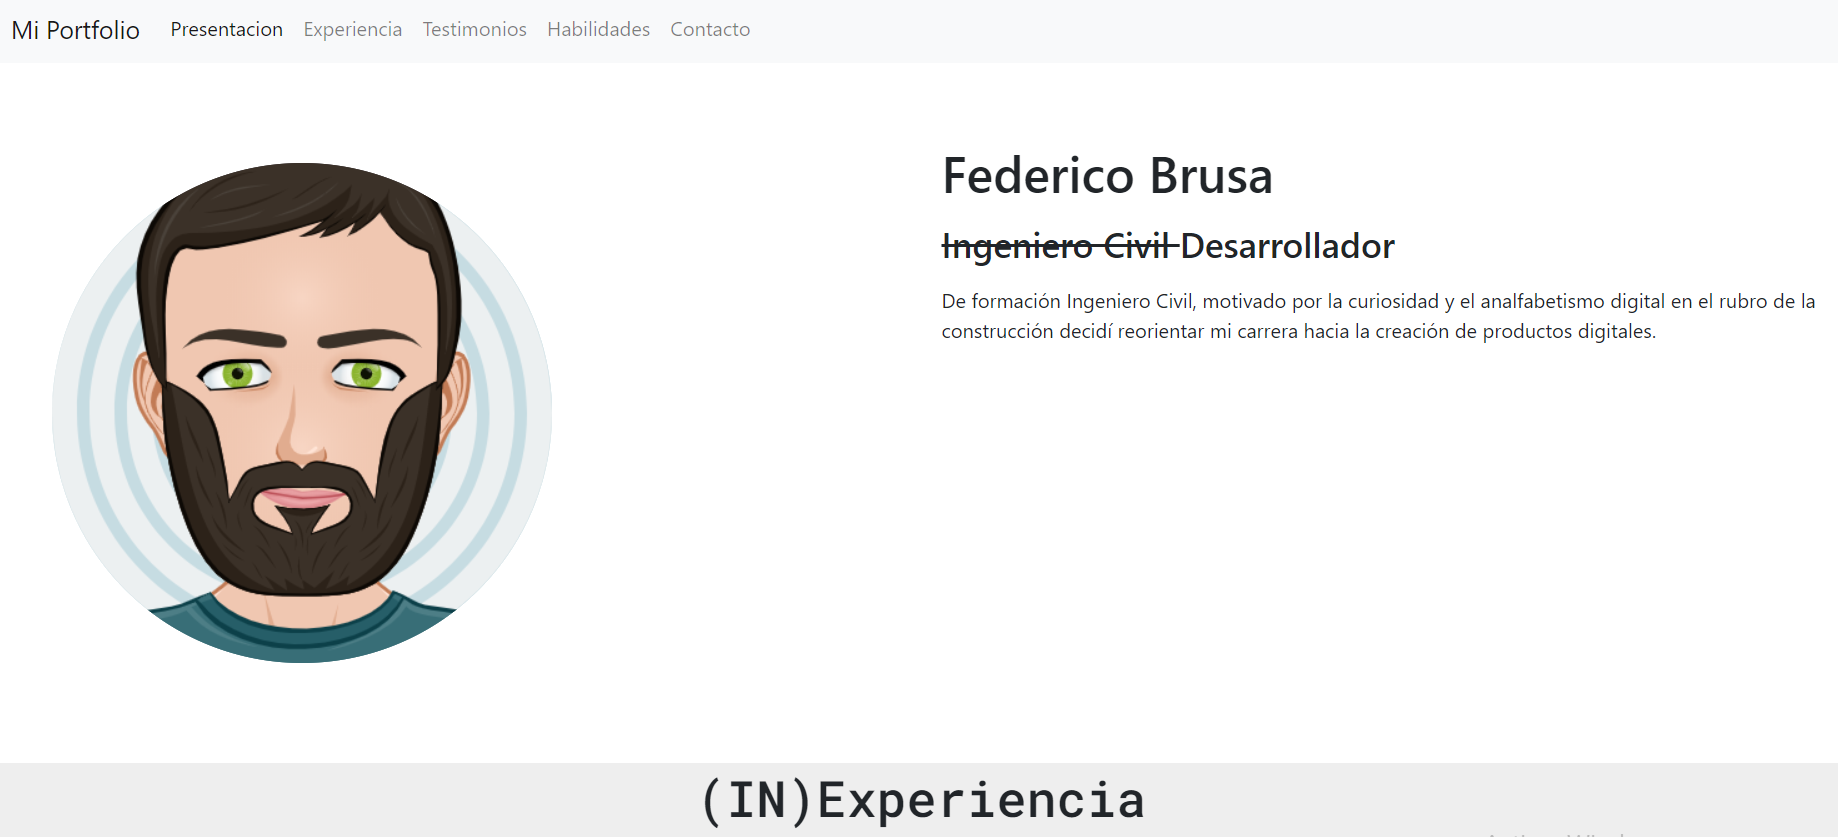 Mi Portfolio Presentacion Experiencia Testimonios Habilidades Contacto
Federico Brusa
Ingeniero Civil Desarrollador
De formación Ingeniero Civil, motivado por la curiosidad y el analfabetismo digital en el rubro de la
construcción decidí reorientar mi carrera hacia la creación de productos digitales.
(IN)Experiencia